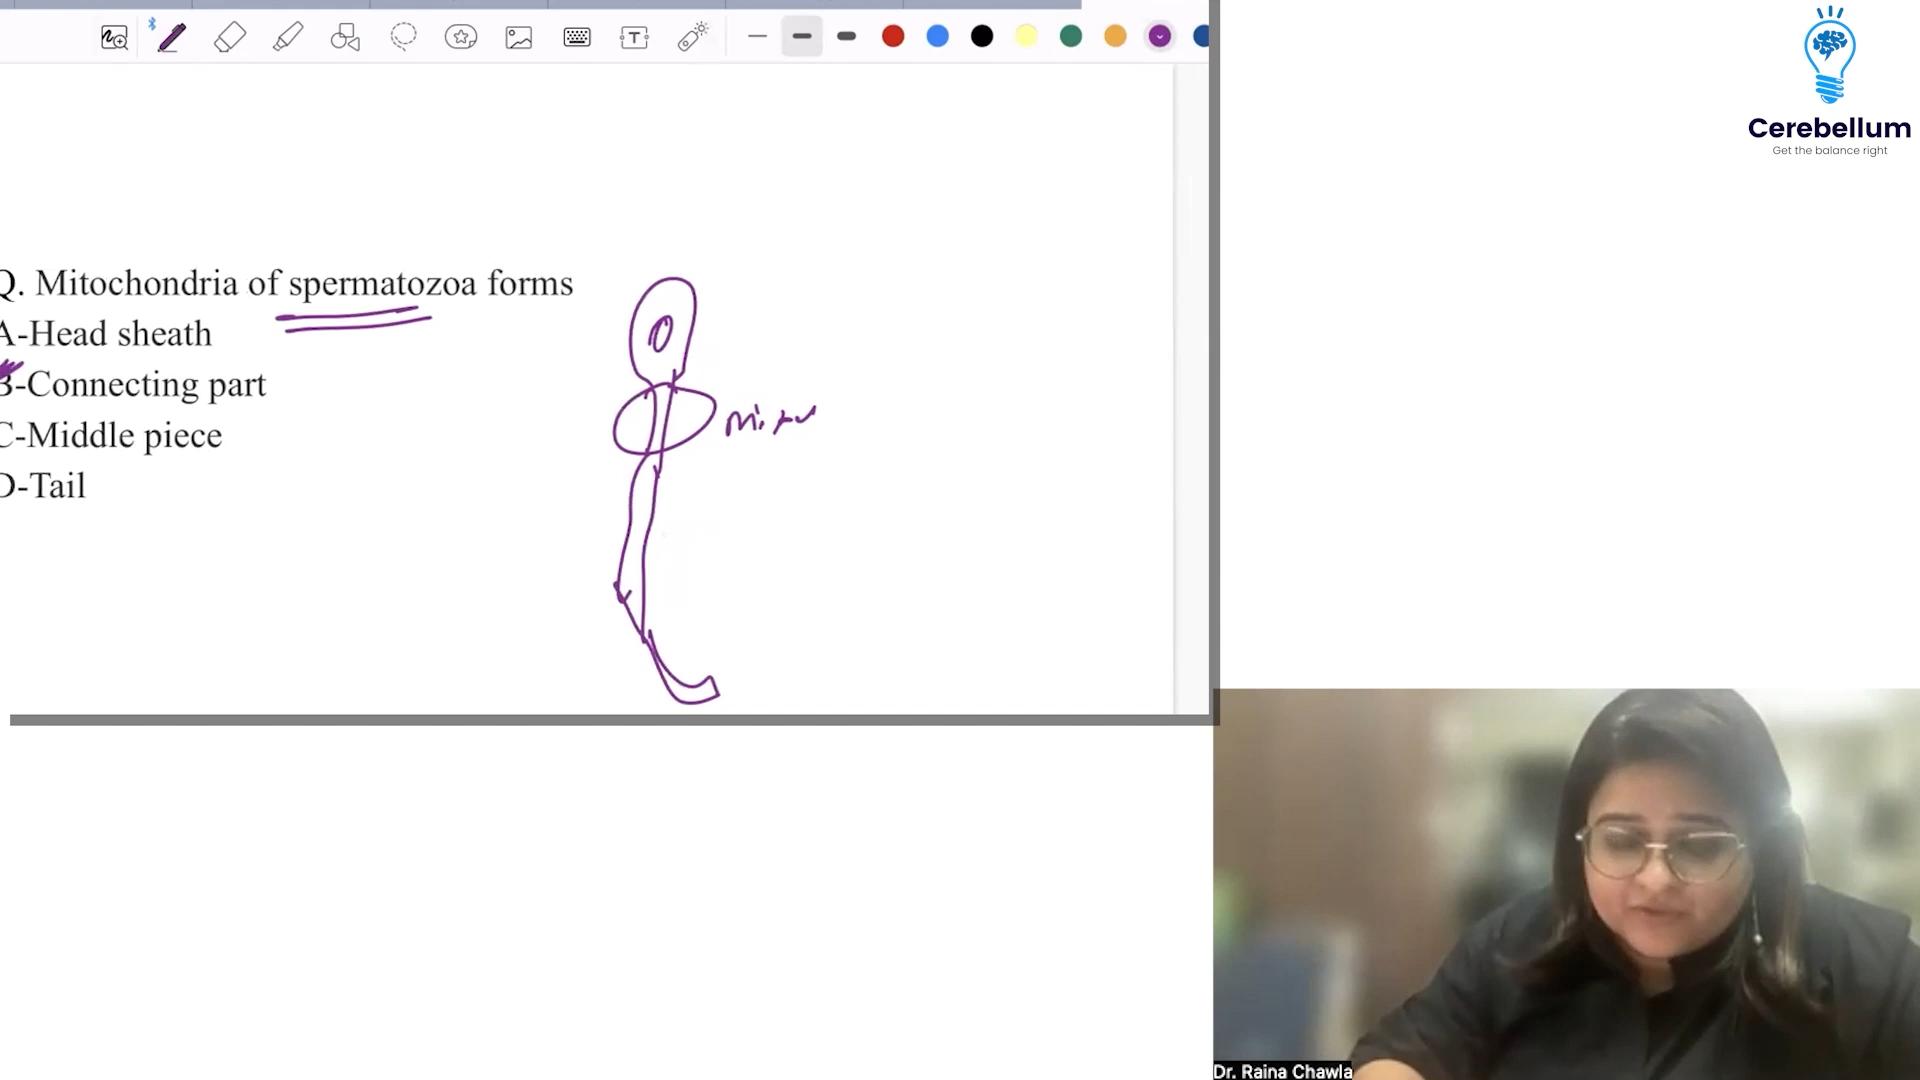 Cerebellum
Get the balance right
Q. Mitochondria of spermatozoa forms
A-Head sheath
B-Connecting part
C-Middle piece
D-Tail
Dr. Raina Chawla